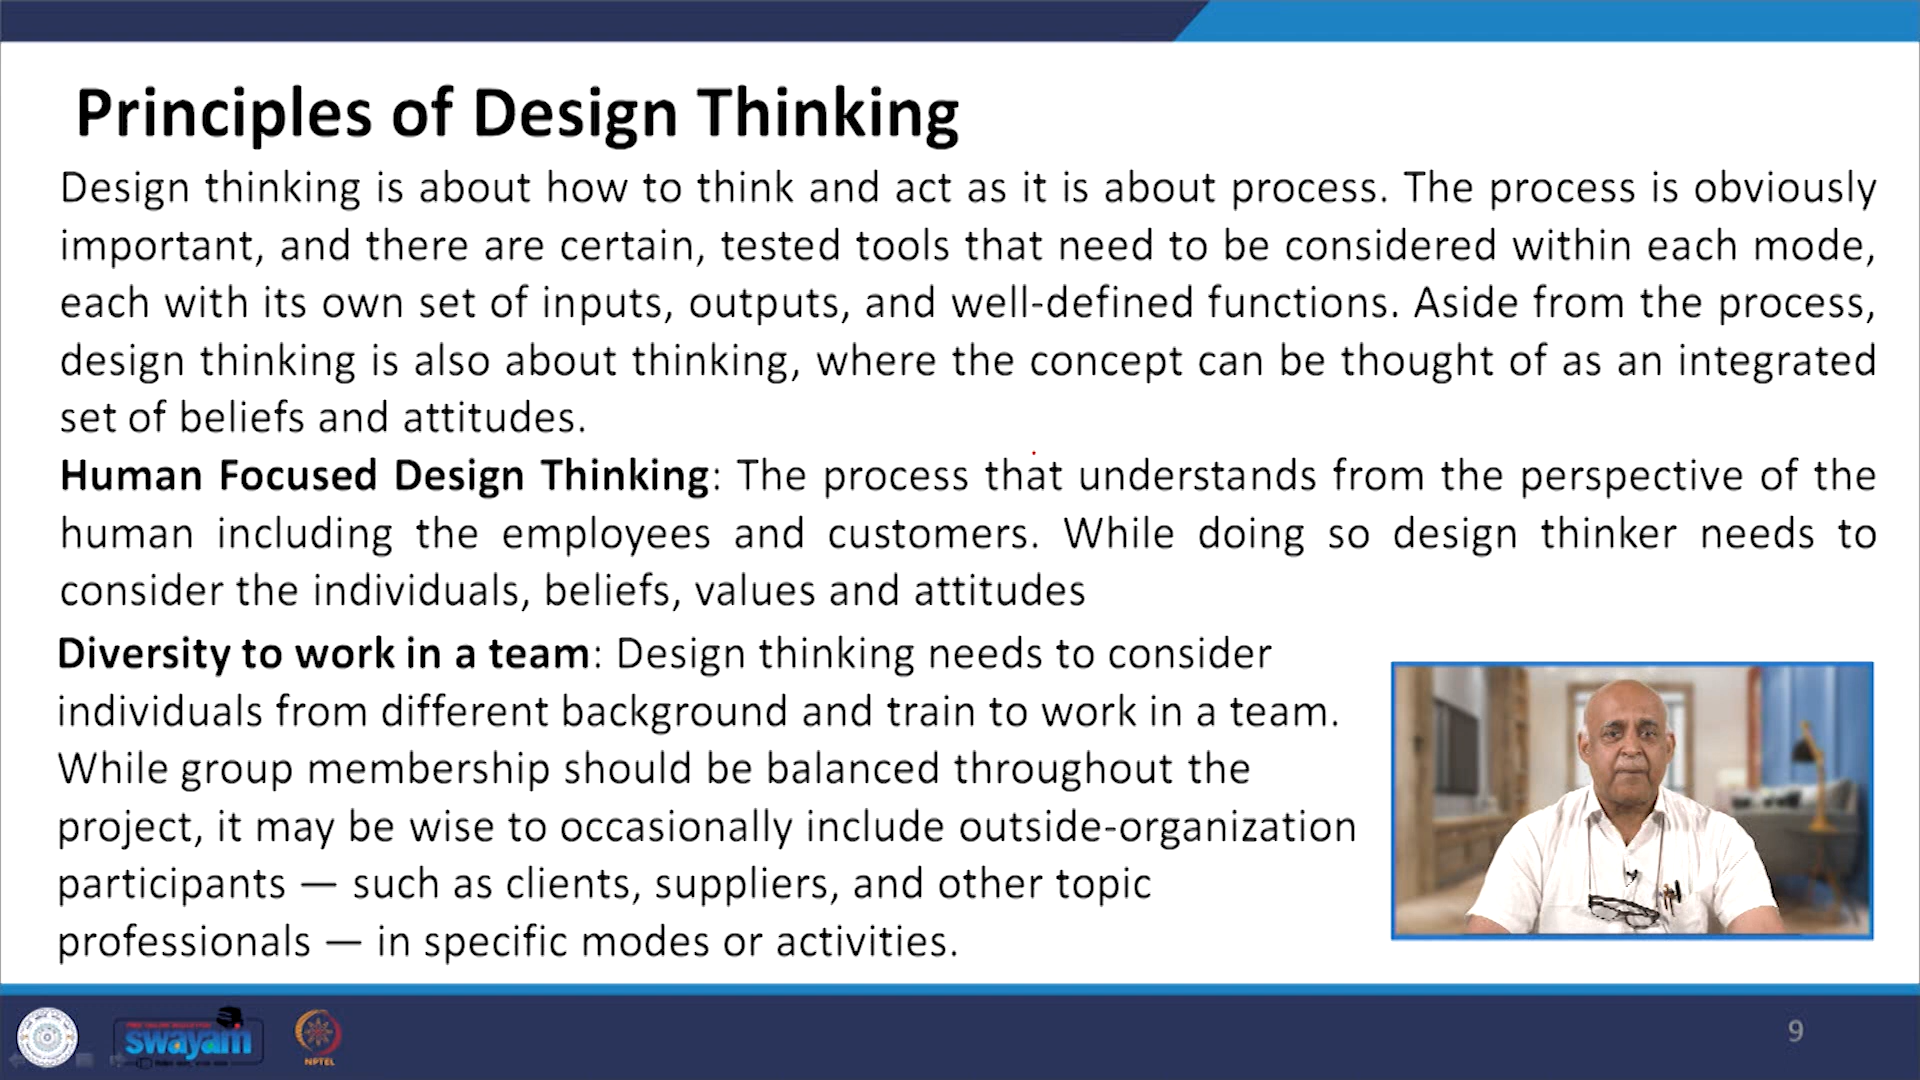 Principles of Design Thinking
Design thinking is about how to think and act as it is about process. The process is obviously
important, and there are certain, tested tools that need to be considered within each mode,
each with its own set of inputs, outputs, and well-defined functions. Aside from the process,
design thinking is also about thinking, where the concept can be thought of as an integrated
set of beliefs and attitudes.
Human Focused Design Thinking: The process that understands from the perspective of the
human including the employees and customers. While doing so design thinker needs to
consider the individuals, beliefs, values and attitudes
Diversity to work in a team: Design thinking needs to consider
individuals from different background and train to work in a team.
While group membership should be balanced throughout the
project, it may be wise to occasionally include outside-organization
participants — such as clients, suppliers, and other topic
professionals — in specific modes or activities.
swayam
NPTEL
9